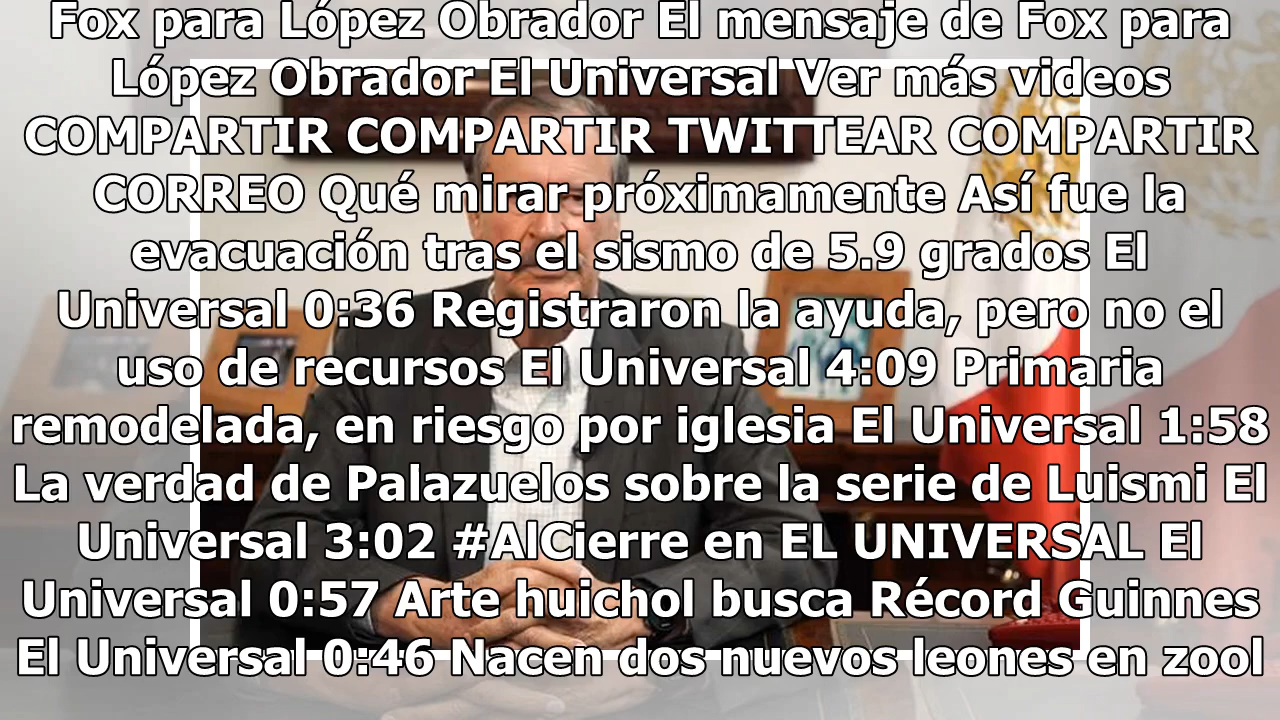 Fox para López Obrador El mensaje de Fox para
López Obrador El Universal Ver más videos
COMPARTIR COMPARTIR TWITTEAR COMPARTIR
CORREO Qué mirar próximamente Así fue la
evacuación tras el sismo de 5.9 grados El
Universal 0:36 Registraron la ayuda, pero no el
uso de recursos El Universal 4:09 Primaria
remodelada, en riesgo por iglesia El Universal 1:58
La verdad de Palazuelos sobre la serie de Luismi El
Universal 3:02 #AlCierre en EL UNIVERSAL El
Universal 0:57 Arte huichol busca Récord Guinnes
El Universal 0:46 Nacen dos nuevos leones en zool